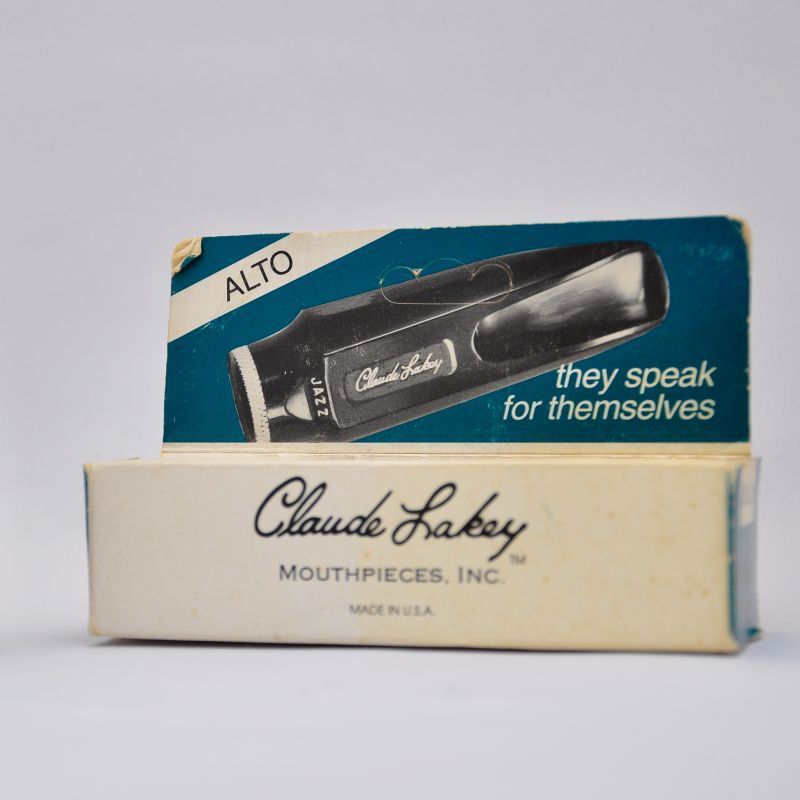 ALTO
Claude Lakey
JAZZ
they speak
for themselves
Claude Lakey
MOUTHPIECES, INC.™
MADE IN U.S.A.